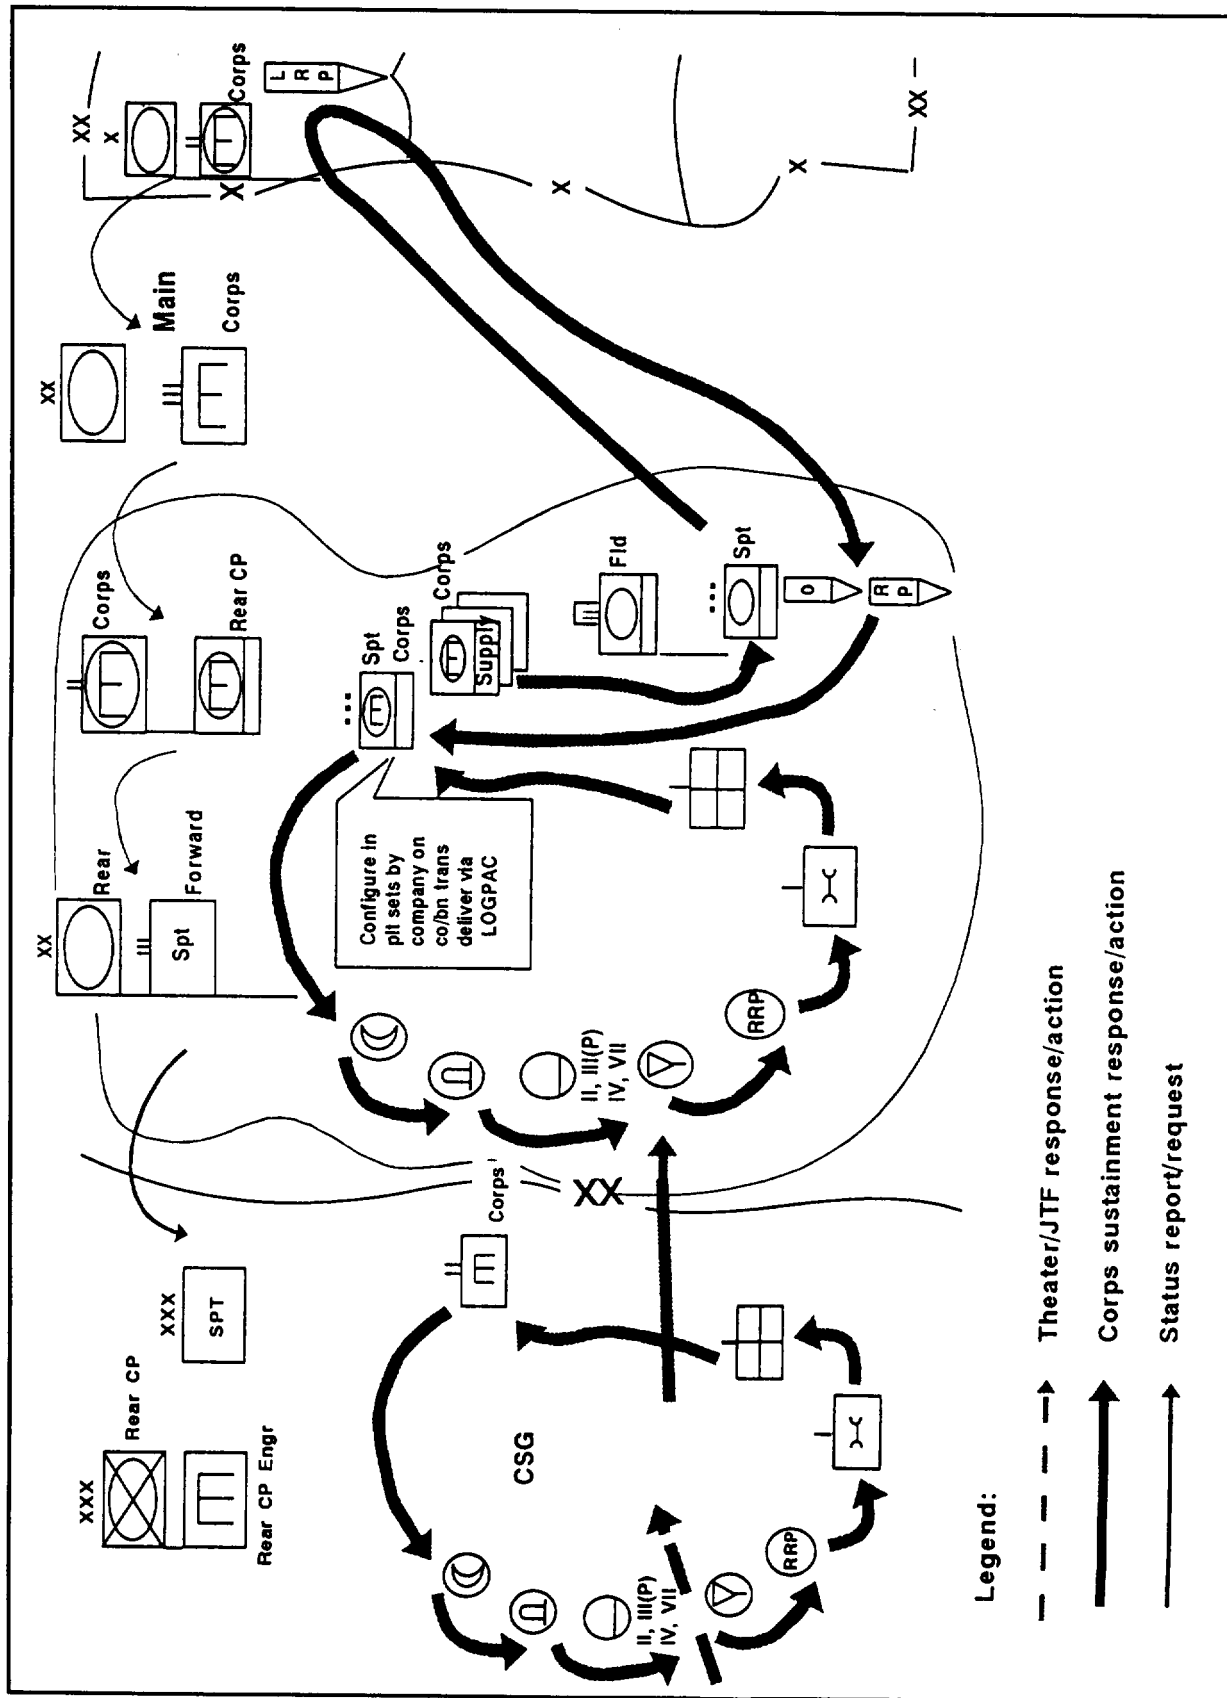 XXX
Rear CP
Rear CP Engr
XXX
SPT
XX
Rear
Spt
Forward
Corps
Rear CP
XX
Main
Corps
XX
X
Corps
X
L
R
P
X
X
XX
Corps
XX
CSG
II, III(P)
IV, VII
RRP
Configure in
plt sets by
company on
co/bn trans
deliver via
LOGPAC
Spt
Corps
Supply
Corps
Fld
Spt
O
R
P
II, III(P)
IV, VII
RRP
Legend:
Theater/JTF response/action
Corps sustainment response/action
Status report/request